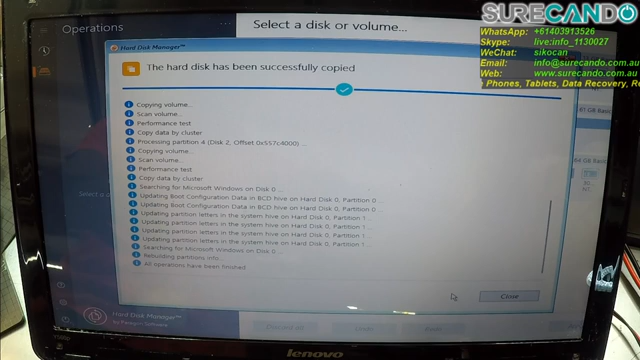 Operations
Select a disk or volume...
SURECANDO
WhatsApp: +61403913526
Skype: live:info_1130027
WeChat: sikocan
Email: info@surecando.com.au
Web: www.surecando.com.au
Phones, Tablets, Data Recovery, Re
Hard Disk Manager™
The hard disk has been successfully copied
Copying volume...
Scan volume...
Performance test
Copy data by cluster
Processing partition 4 (Disk 2, Offset 0x557c4000) ...
Copying volume...
Scan volume...
Performance test
Copy data by cluster
Searching for Microsoft Windows on Disk 0 ...
Updating Boot Configuration Data in BCD hive on Hard Disk 0, Partition 0...
Updating Boot Configuration Data in BCD hive on Hard Disk 0, Partition 0...
Updating partition letters in the system hive on Hard Disk 0, Partition 1...
Updating partition letters in the system hive on Hard Disk 0, Partition 1...
Updating partition letters in the system hive on Hard Disk 0, Partition 1...
Updating partition letters in the system hive on Hard Disk 0, Partition 1...
Searching for Microsoft Windows on Disk 0...
Rebuilding partitions info...
All operations have been finished
Close
Hard Disk Manager™
by Paragon Software
Discard all
lenovo